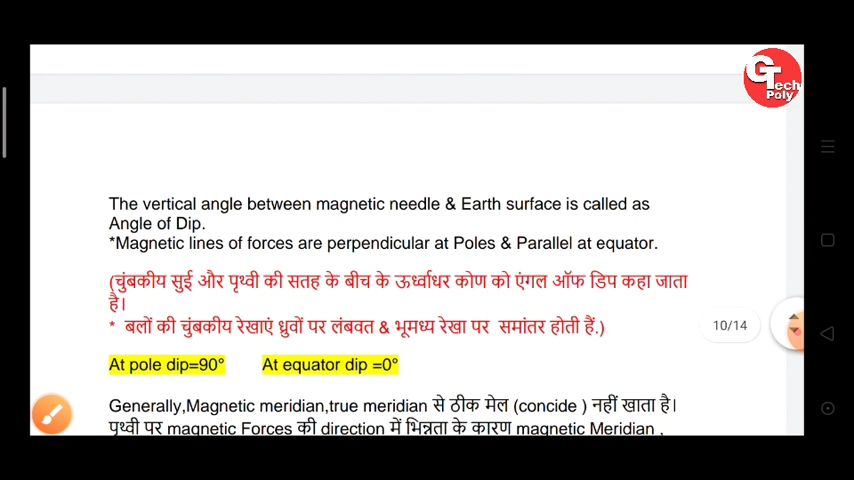 GTech
Poly
The vertical angle between magnetic needle & Earth surface is called as
Angle of Dip.
*Magnetic lines of forces are perpendicular at Poles & Parallel at equator.
(चुंबकीय सुई और पृथ्वी की सतह के बीच के ऊर्ध्वाधर कोण को एंगल ऑफ डिप कहा जाता
है।
* बलों की चुंबकीय रेखाएं ध्रुवों पर लंबवत & भूमध्य रेखा पर समांतर होती हैं.)
10/14
At pole dip=90° At equator dip =0°
Generally,Magnetic meridian,true meridian से ठीक मेल (concide ) नहीं खाता है।
पृथ्वी पर magnetic Forces की direction में भिन्नता के कारण magnetic Meridian ,